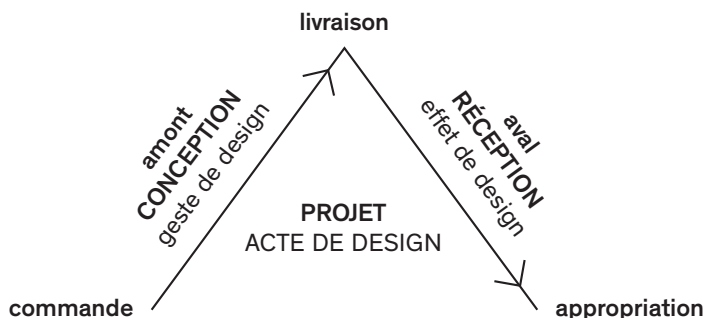 livraison
amont
CONCEPTION
geste de design
aval
RÉCEPTION
effet de design
PROJET
ACTE DE DESIGN
commande
appropriation